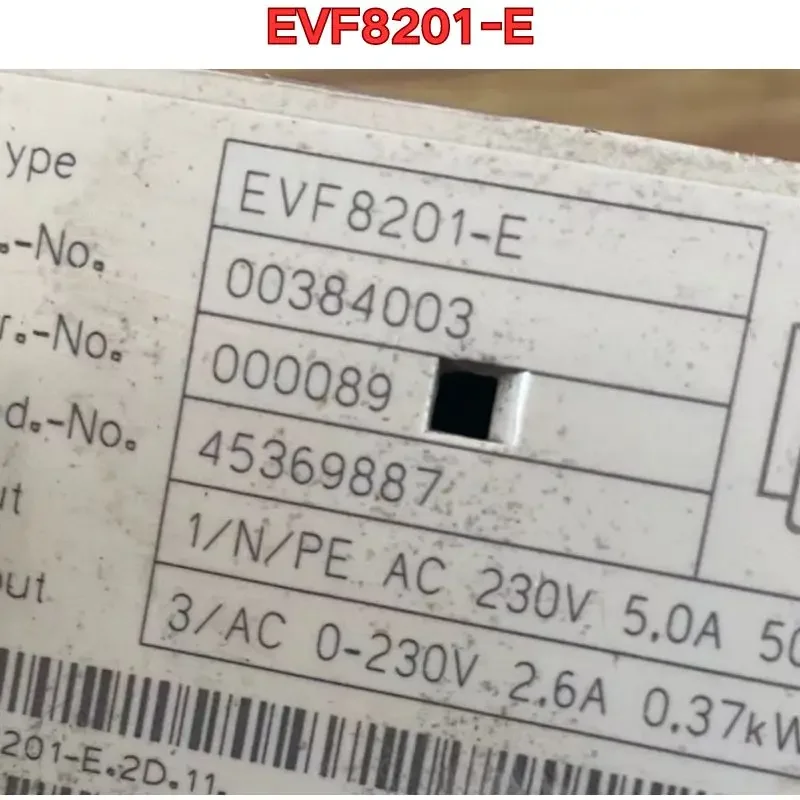 EVF8201-E
ype EVF8201-E
.-No. 00384003
r.-No. 000089
d.-No. 45369887
ut 1/N/PE AC 230V 5.0A 50
out 3/AC 0-230V 2.6A 0.37kW
201-E.2D.11.